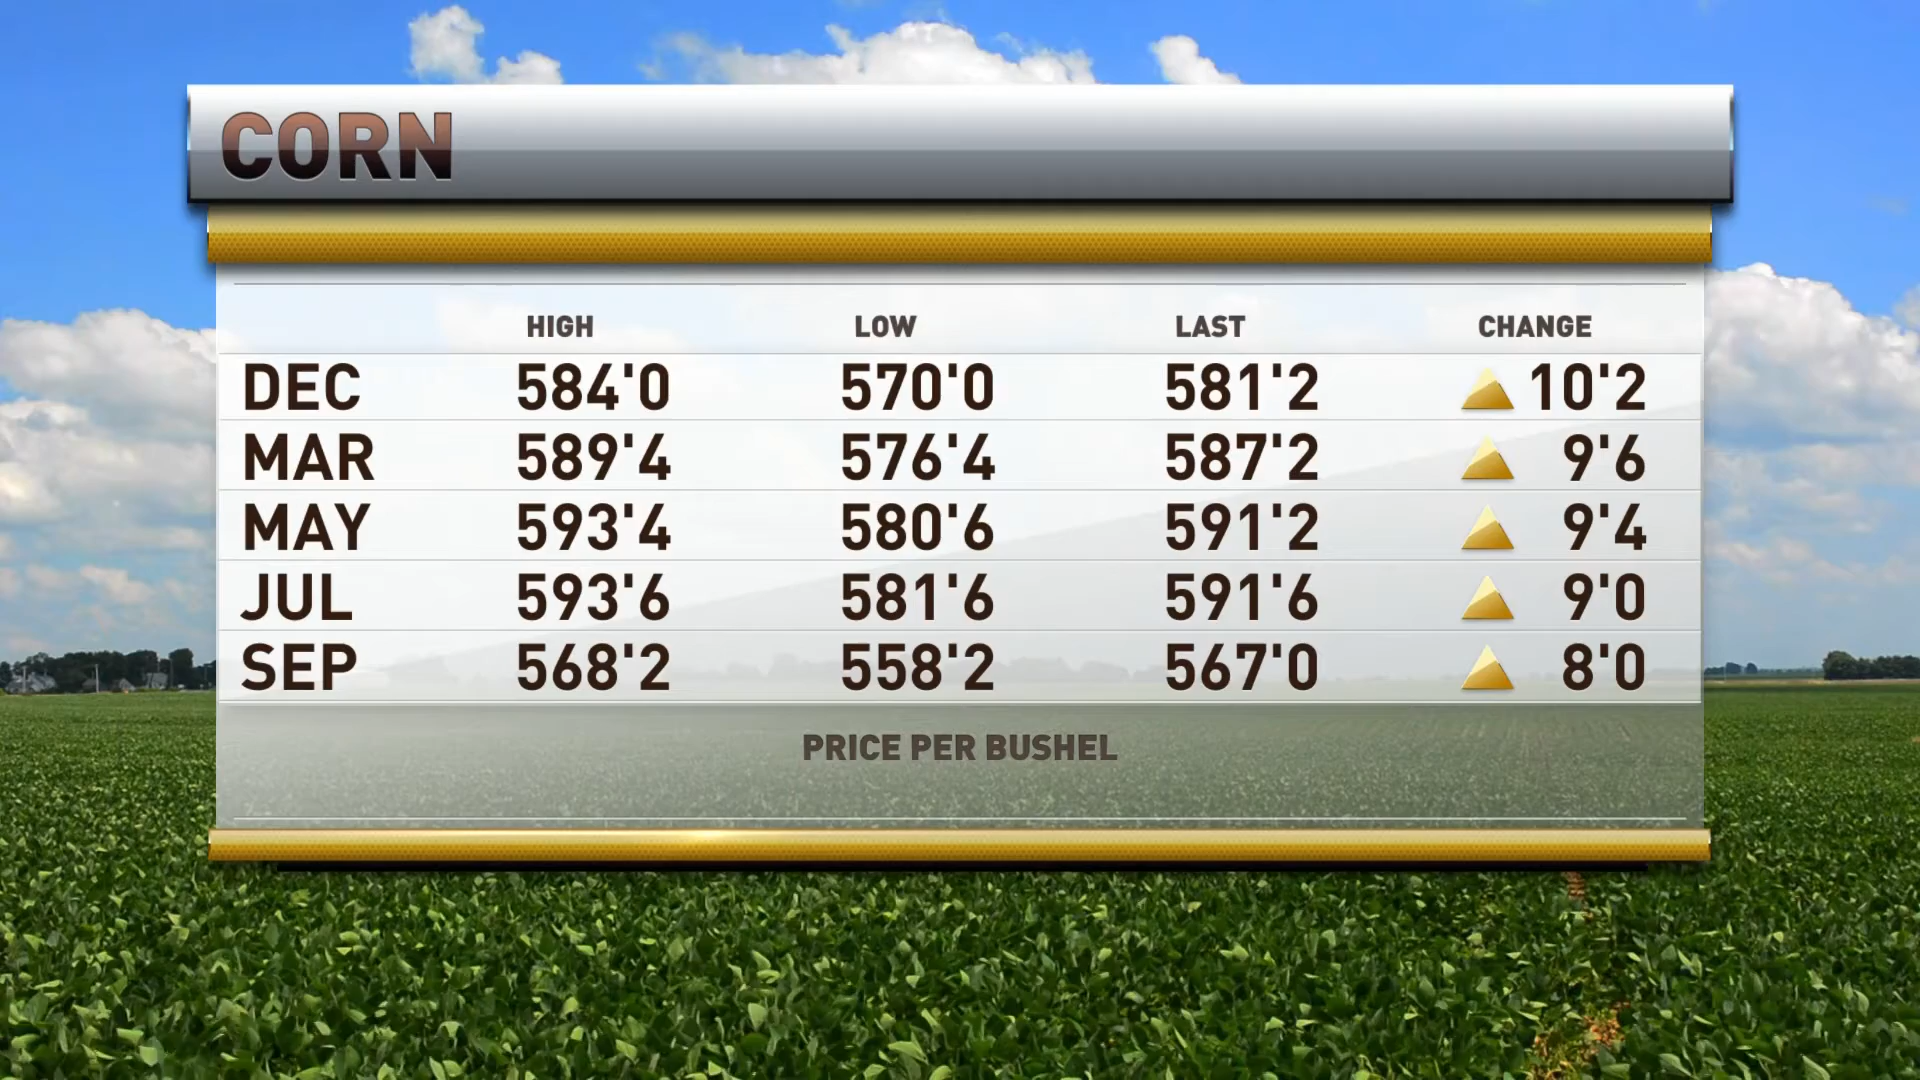 CORN
HIGH LOW LAST CHANGE
DEC 584'0 570'0 581'2 10'2
MAR 589'4 576'4 587'2 9'6
MAY 593'4 580'6 591'2 9'4
JUL 593'6 581'6 591'6 9'0
SEP 568'2 558'2 567'0 8'0
PRICE PER BUSHEL